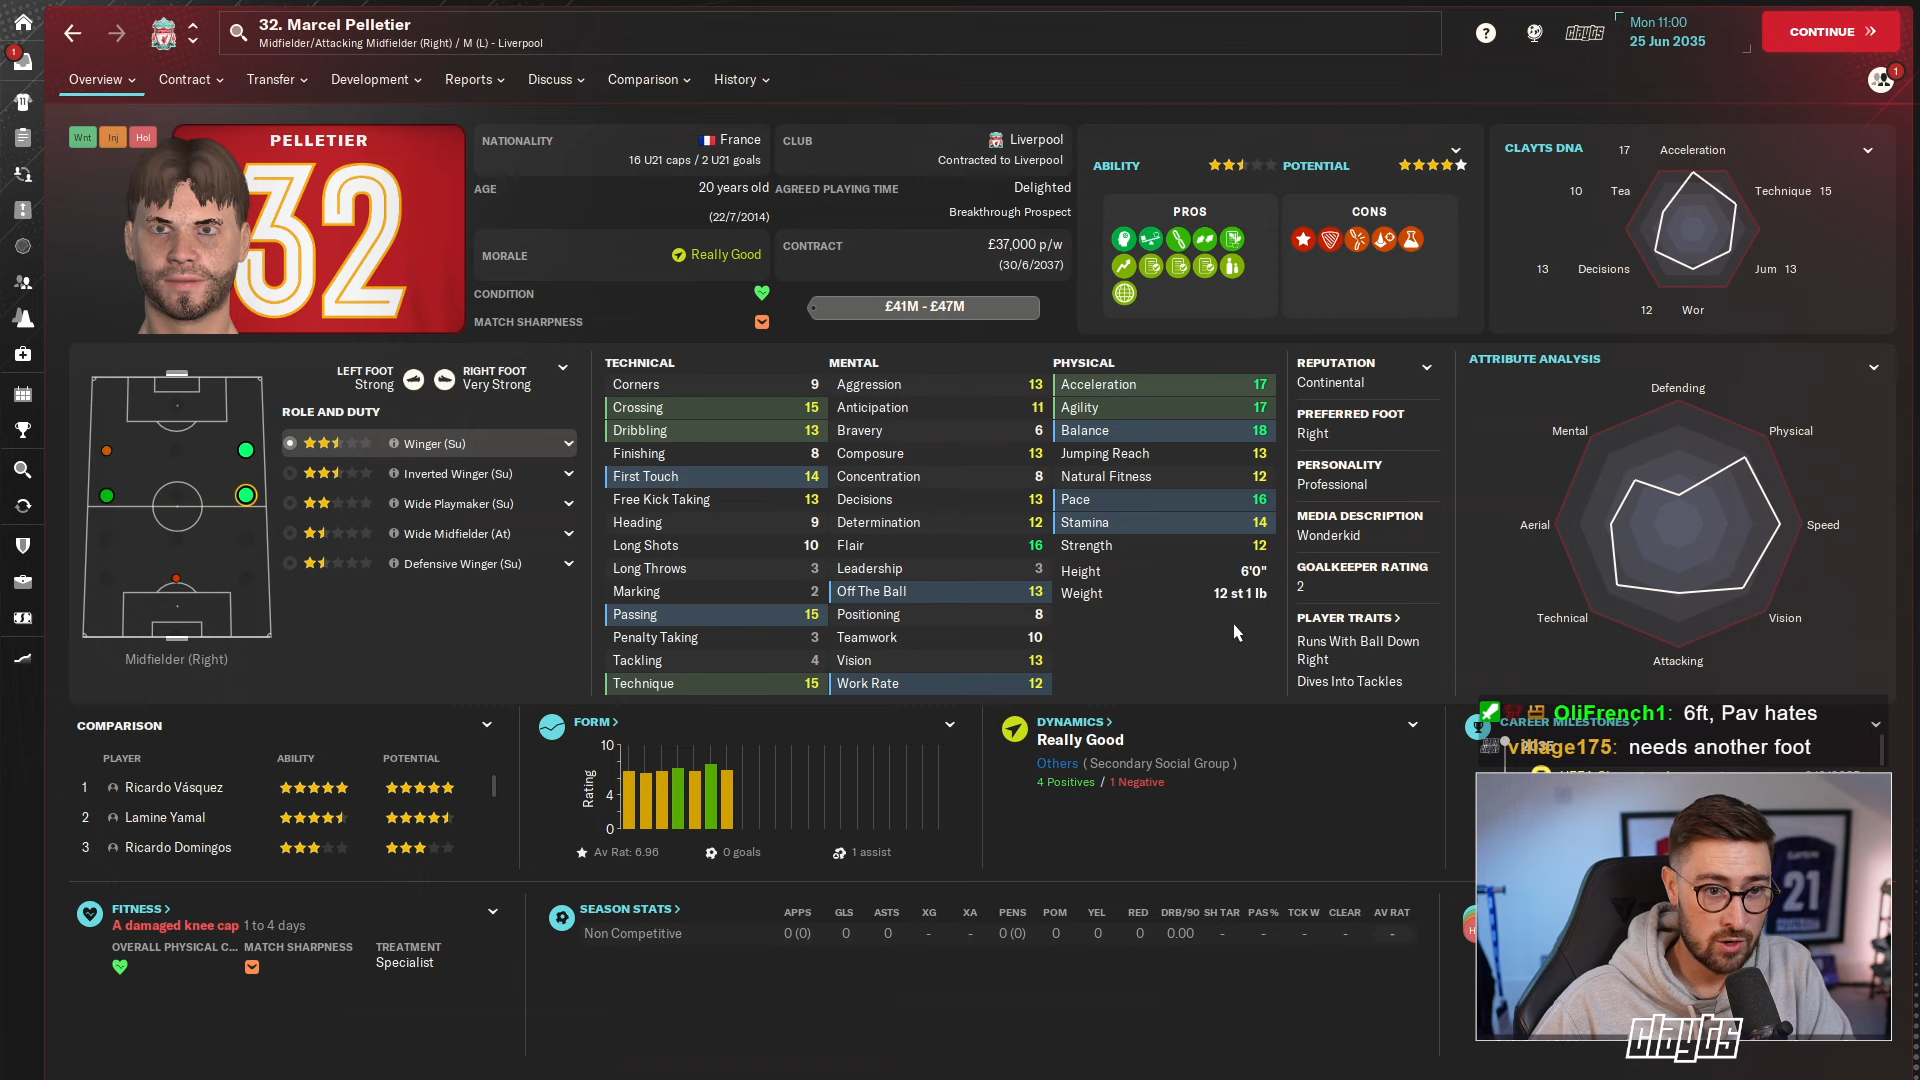 32. Marcel Pelletier
Midfielder/Attacking Midfielder (Right) / M (L) - Liverpool
?
clayts
Mon 11:00
25 Jun 2035
CONTINUE
1
Overview
Contract
Transfer
Development
Reports
Discuss
Comparison
History
1
11
Wnt
Inj
Hol
PELLETIER
32
NATIONALITY
France
16 U21 caps / 2 U21 goals
AGE
20 years old
(22/7/2014)
MORALE
Really Good
CONDITION
MATCH SHARPNESS
CLUB
Liverpool
Contracted to Liverpool
AGREED PLAYING TIME
Delighted
Breakthrough Prospect
CONTRACT
£37,000 p/w
(30/6/2037)
£41M - £47M
ABILITY
POTENTIAL
PROS
CONS
CLAYTS DNA
17 Acceleration
Technique 15
Jum 13
12 Wor
13 Decisions
10 Tea
LEFT FOOT
Strong
RIGHT FOOT
Very Strong
ROLE AND DUTY
Winger (Su)
Inverted Winger (Su)
Wide Playmaker (Su)
Wide Midfielder (At)
Defensive Winger (Su)
Midfielder (Right)
TECHNICAL
Corners 9
Crossing 15
Dribbling 13
Finishing 8
First Touch 14
Free Kick Taking 13
Heading 9
Long Shots 10
Long Throws 3
Marking 2
Passing 15
Penalty Taking 3
Tackling 4
Technique 15
MENTAL
Aggression 13
Anticipation 11
Bravery 6
Composure 13
Concentration 8
Decisions 13
Determination 12
Flair 16
Leadership 3
Off The Ball 13
Positioning 8
Teamwork 10
Vision 13
Work Rate 12
PHYSICAL
Acceleration 17
Agility 17
Balance 18
Jumping Reach 13
Natural Fitness 12
Pace 16
Stamina 14
Strength 12
Height 6'0"
Weight 12 st 1 lb
REPUTATION
Continental
PREFERRED FOOT
Right
PERSONALITY
Professional
MEDIA DESCRIPTION
Wonderkid
GOALKEEPER RATING
2
PLAYER TRAITS >
Runs With Ball Down
Right
Dives Into Tackles
ATTRIBUTE ANALYSIS
Defending
Physical
Speed
Vision
Attacking
Technical
Aerial
Mental
COMPARISON
PLAYER ABILITY POTENTIAL
1 Ricardo Vásquez
2 Lamine Yamal
3 Ricardo Domingos
FORM >
Rating
10
4
0
Av Rat: 6.96
0 goals
1 assist
DYNAMICS >
Really Good
Others ( Secondary Social Group )
4 Positives / 1 Negative
CAREER MILESTONES >
OliFrench1: 6ft, Pav hates
village175: needs another foot
FITNESS >
A damaged knee cap 1 to 4 days
OVERALL PHYSICAL C... MATCH SHARPNESS TREATMENT
Specialist
SEASON STATS > APPS GLS ASTS XG XA PENS POM YEL RED DRB/90 SH TAR PAS % TCK W CLEAR AV RAT
Non Competitive 0 (0) 0 0 - - 0 (0) 0 0 0 0.00 - - - - -
21
clayts